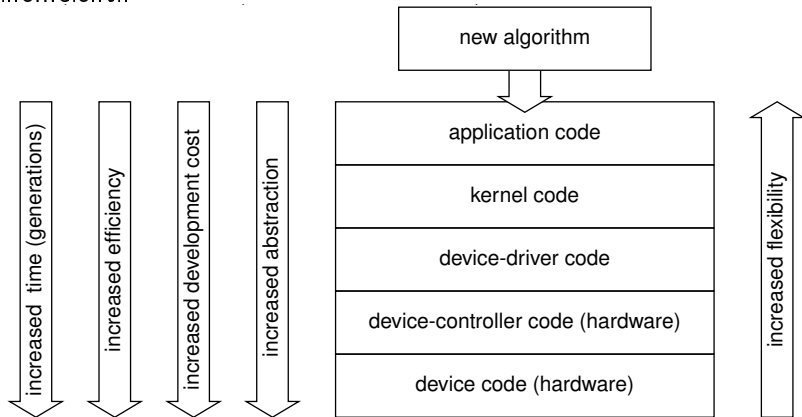 new algorithm
application code
kernel code
device-driver code
device-controller code (hardware)
device code (hardware)
increased time (generations)
increased efficiency
increased development cost
increased abstraction
increased flexibility